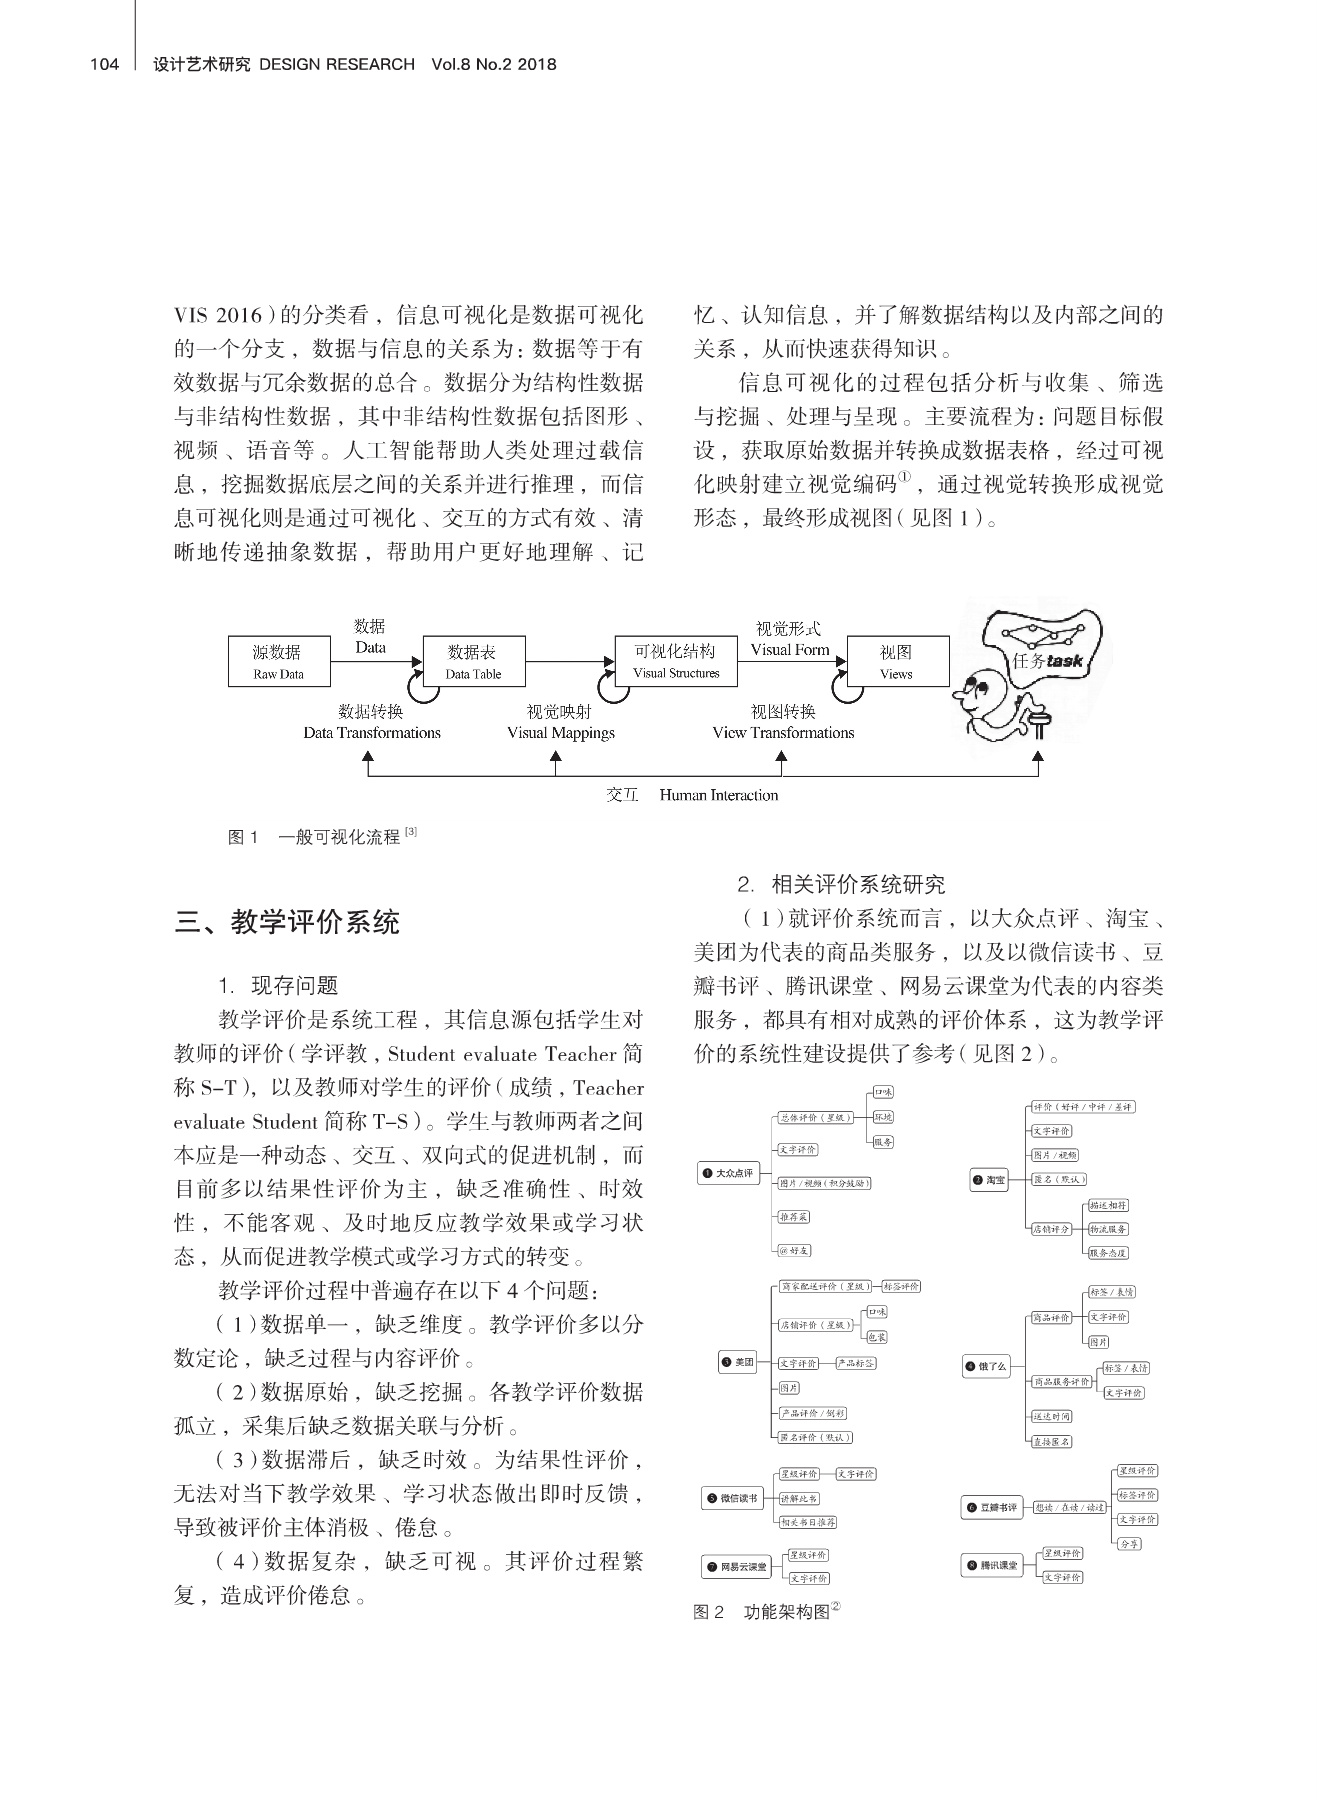 104 设计艺术研究 DESIGN RESEARCH Vol.8 No.2 2018
VIS 2016)的分类看，信息可视化是数据可视化
的一个分支，数据与信息的关系为:数据等于有
效数据与冗余数据的总合。数据分为结构性数据
与非结构性数据，其中非结构性数据包括图形、
视频、语音等。人工智能帮助人类处理过载信
息，挖掘数据底层之间的关系并进行推理，而信
息可视化则是通过可视化、交互的方式有效、清
晰地传递抽象数据，帮助用户更好地理解、记
忆、认知信息，并了解数据结构以及内部之间的
关系，从而快速获得知识。
信息可视化的过程包括分析与收集、筛选
与挖掘、处理与呈现。主要流程为:问题目标假
设，获取原始数据并转换成数据表格，经过可视
化映射建立视觉编码①，通过视觉转换形成视觉
形态，最终形成视图(见图1)。
源数据
Raw Data
数据
Data
数据表
Data Table
可视化结构
Visual Structures
视觉形式
Visual Form
视图
Views
任务task
数据转换
Data Transformations
视觉映射
Visual Mappings
视图转换
View Transformations
交互 Human Interaction
图1 一般可视化流程[3]
三、教学评价系统
1. 现存问题
教学评价是系统工程，其信息源包括学生对
教师的评价(学评教，Student evaluate Teacher简
称S-T)，以及教师对学生的评价(成绩，Teacher
evaluate Student简称T-S)。学生与教师两者之间
本应是一种动态、交互、双向式的促进机制，而
目前多以结果性评价为主，缺乏准确性、时效
性，不能客观、及时地反应教学效果或学习状
态，从而促进教学模式或学习方式的转变。
教学评价过程中普遍存在以下4个问题:
(1)数据单一，缺乏维度。教学评价多以分
数定论，缺乏过程与内容评价。
(2)数据原始，缺乏挖掘。各教学评价数据
孤立，采集后缺乏数据关联与分析。
(3)数据滞后，缺乏时效。为结果性评价，
无法对当下教学效果、学习状态做出即时反馈，
导致被评价主体消极、倦怠。
(4)数据复杂，缺乏可视。其评价过程繁
复，造成评价倦怠。
2. 相关评价系统研究
(1)就评价系统而言，以大众点评、淘宝、
美团为代表的商品类服务，以及以微信读书、豆
瓣书评、腾讯课堂、网易云课堂为代表的内容类
服务，都具有相对成熟的评价体系，这为教学评
价的系统性建设提供了参考(见图2)。
❶ 大众点评
总体评价(星级)
口味
环境
服务
文字评价
图片/视频(积分鼓励)
推荐菜
@好友
❷ 淘宝
评价(好评/中评/差评)
文字评价
图片/视频
匿名(默认)
店铺评分
描述相符
物流服务
服务态度
❸ 美团
商家配送评价(星级)
标签评价
店铺评价(星级)
口味
包装
文字评价
产品标签
图片
产品评价/倒彩
匿名评价(默认)
❹ 饿了么
商品评价
标签/表情
文字评价
图片
商品服务评价
标签/表情
文字评价
送达时间
直接匿名
❺ 微信读书
星级评价
文字评价
讲解此书
相关书目推荐
❻ 豆瓣书评
想读/在读/读过
星级评价
标签评价
文字评价
分享
❼ 网易云课堂
星级评价
文字评价
❽ 腾讯课堂
星级评价
文字评价
图2 功能架构图②